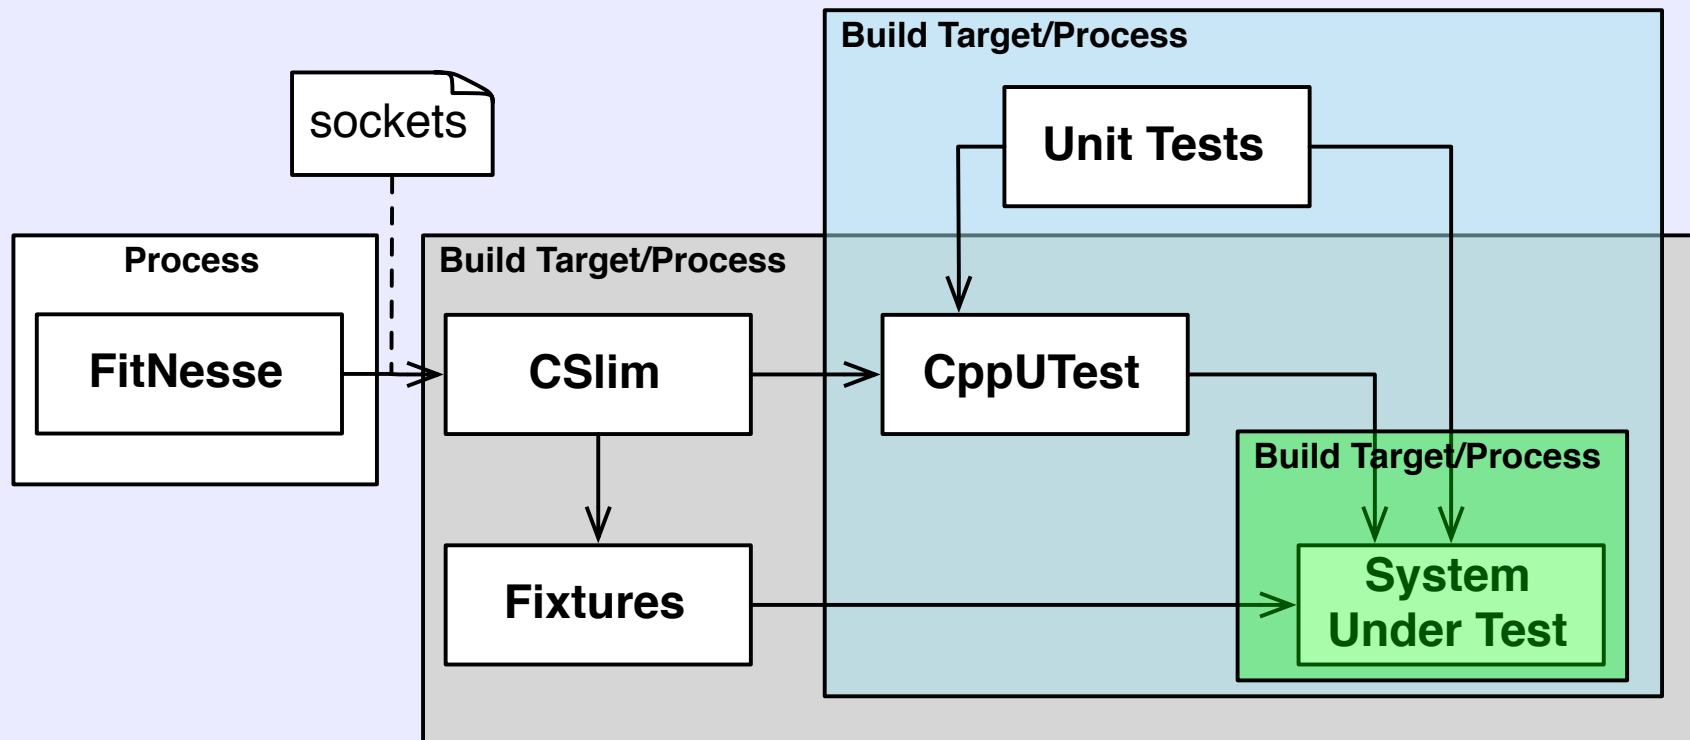 Build Target/Process
sockets
Unit Tests
Process
Build Target/Process
FitNesse
CSlim
CppUTest
Build Target/Process
Fixtures
System
Under Test